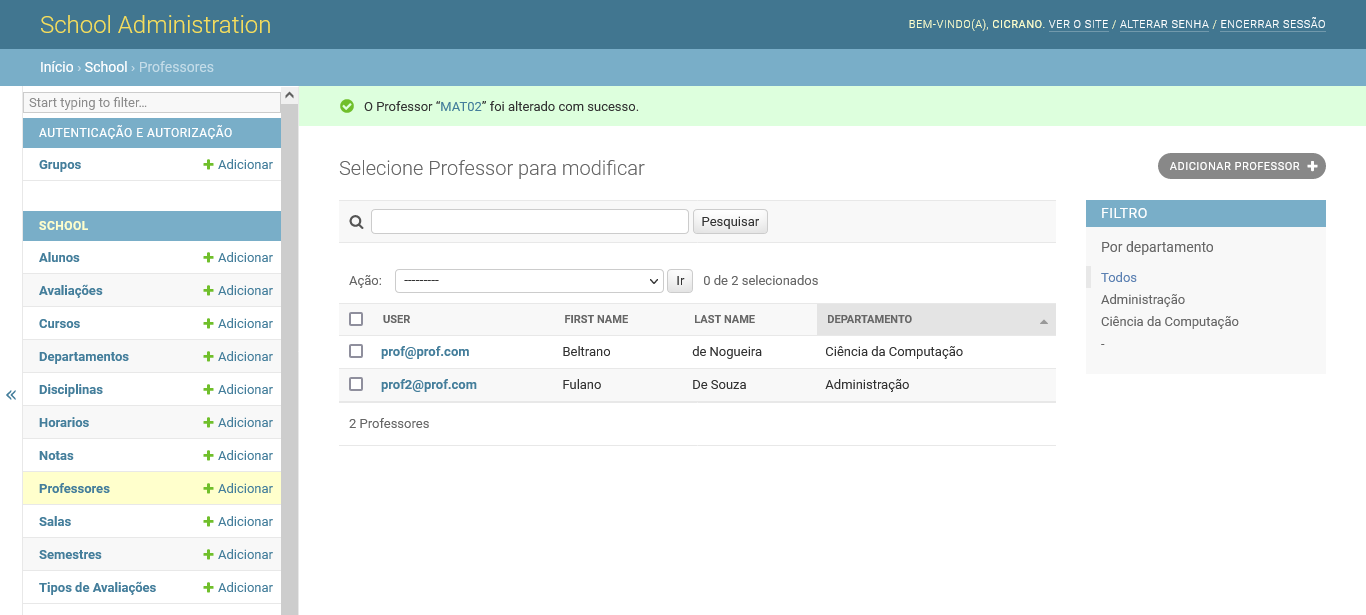 School Administration
BEM-VINDO(A), CICRANO. VER O SITE / ALTERAR SENHA / ENCERRAR SESSÃO
Início › School › Professores
Start typing to filter...
AUTENTICAÇÃO E AUTORIZAÇÃO
Grupos Adicionar
SCHOOL
Alunos Adicionar
Avaliações Adicionar
Cursos Adicionar
Departamentos Adicionar
Disciplinas Adicionar
Horarios Adicionar
Notas Adicionar
Professores Adicionar
Salas Adicionar
Semestres Adicionar
Tipos de Avaliações Adicionar
«
O Professor “MAT02” foi alterado com sucesso.
Selecione Professor para modificar
ADICIONAR PROFESSOR
Pesquisar
Ação: --------- Ir 0 de 2 selecionados
USER FIRST NAME LAST NAME DEPARTAMENTO
prof@prof.com Beltrano de Nogueira Ciência da Computação
prof2@prof.com Fulano De Souza Administração
2 Professores
FILTRO
Por departamento
Todos
Administração
Ciência da Computação
-